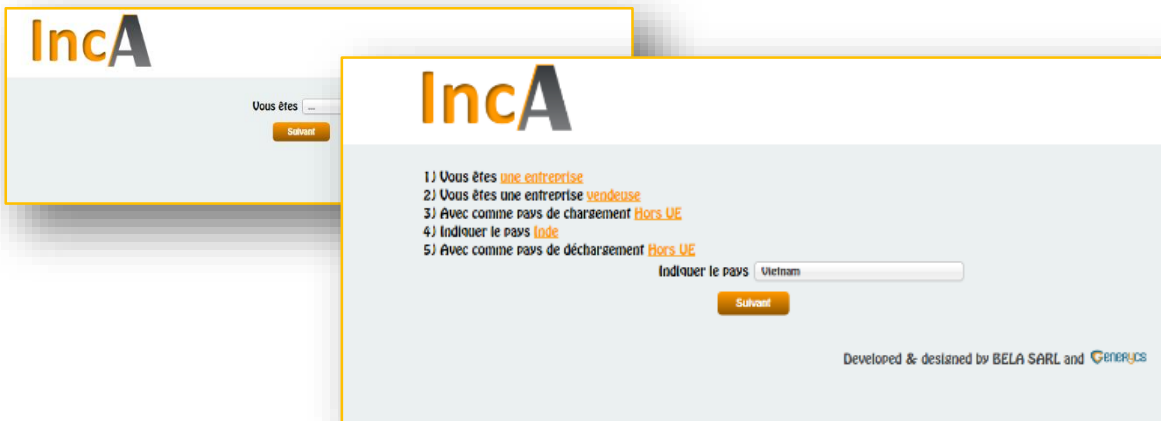 IncA
Vous êtes ...
Suivant
IncA
1) Vous êtes une entreprise
2) Vous êtes une entreprise vendeuse
3) Avec comme pays de chargement Hors UE
4) Indiquer le pays Inde
5) Avec comme pays de déchargement Hors UE
Indiquer le pays Vietnam
Suivant
Developed & designed by BELA SARL and Generycs